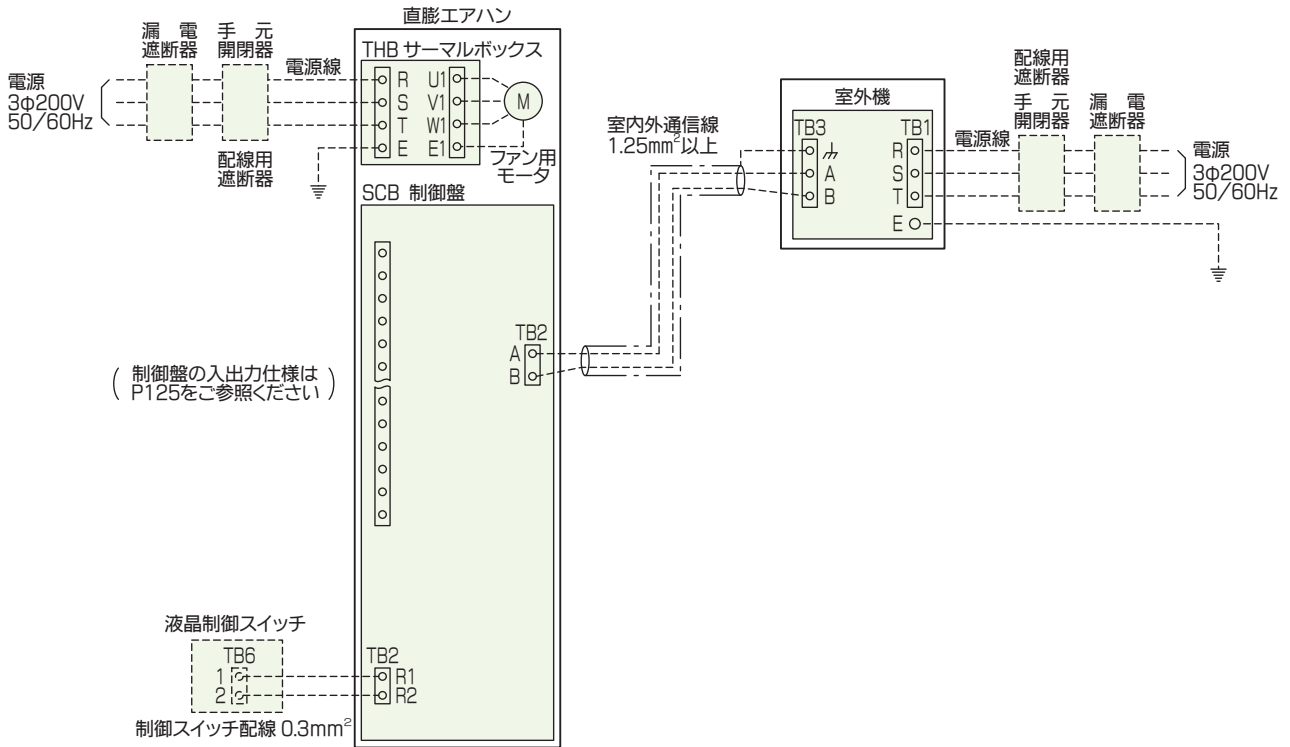 直膨エアハン
漏 電
遮断器
手 元
開閉器
電源線
電源
3φ200V
50/60Hz
配線用
遮断器
THB サーマルボックス
R U1
S V1
T W1
E E1
M
ファン用
モータ
SCB 制御盤
TB2
A
B
(制御盤の入出力仕様は
P125をご参照ください)
液晶制御スイッチ
TB6
1
2
TB2
R1
R2
制御スイッチ配線 0.3mm²
室内外通信線
1.25mm²以上
室外機
TB3 TB1
A
B
R
S
T
E
電源線
配線用
遮断器
手 元
開閉器
漏 電
遮断器
電源
3φ200V
50/60Hz